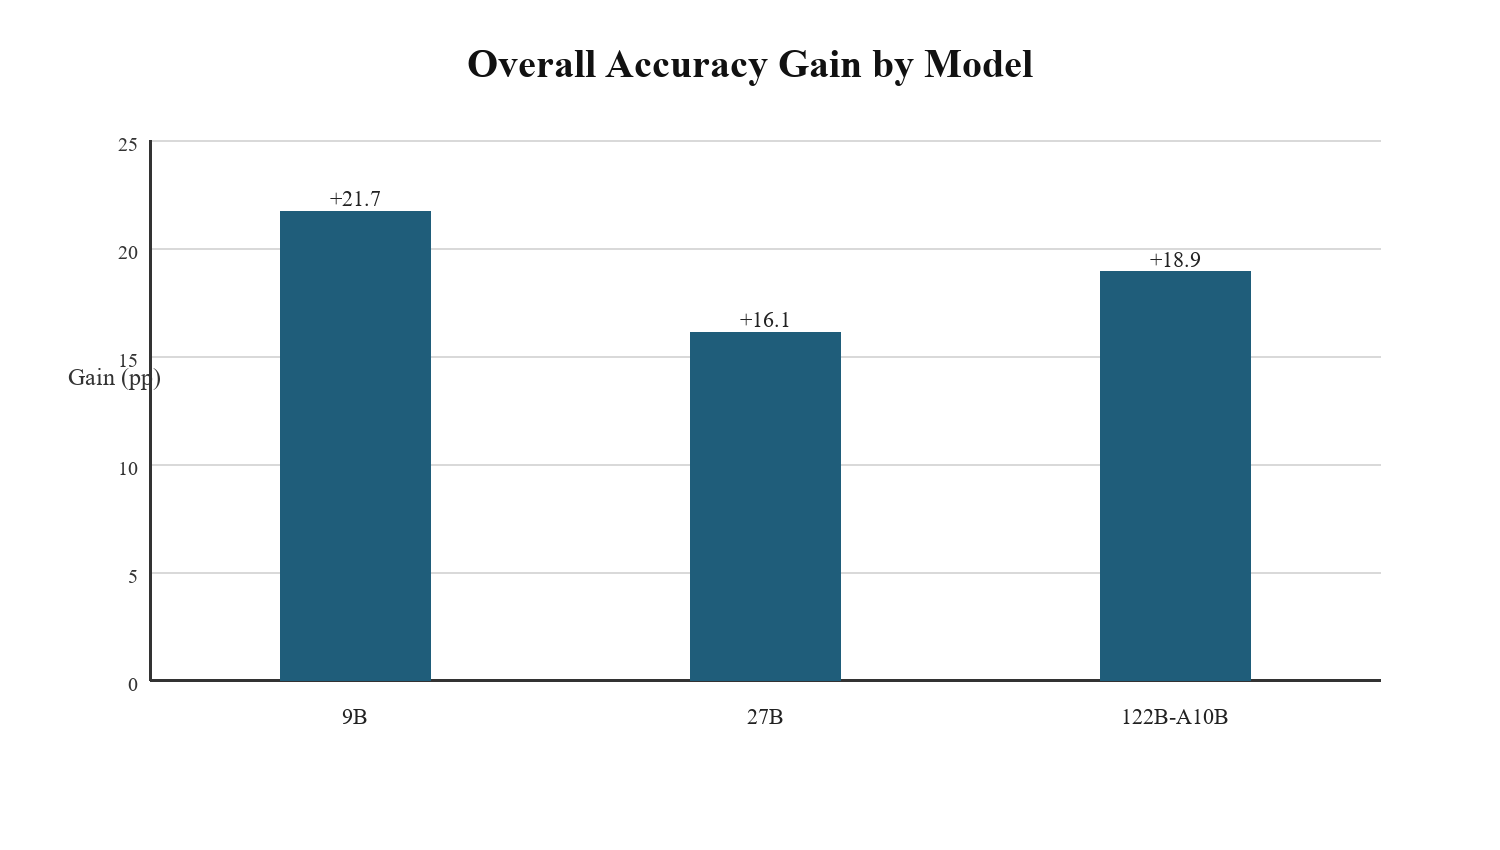 Overall Accuracy Gain by Model
25
+21.7
20
+18.9
+16.1
15
Gain (pp)
10
5
0
9B
27B
122B-A10B